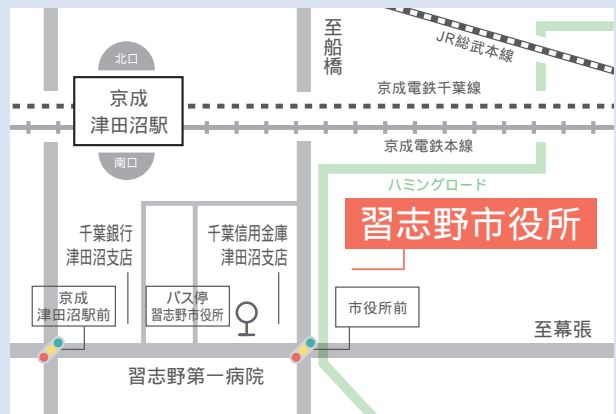 至船橋
JR総武本線
北口
京成
津田沼駅
京成電鉄千葉線
京成電鉄本線
南口
ハミングロード
習志野市役所
千葉銀行
津田沼支店
千葉信用金庫
津田沼支店
京成
津田沼駅前
バス停
習志野市役所
市役所前
至幕張
習志野第一病院